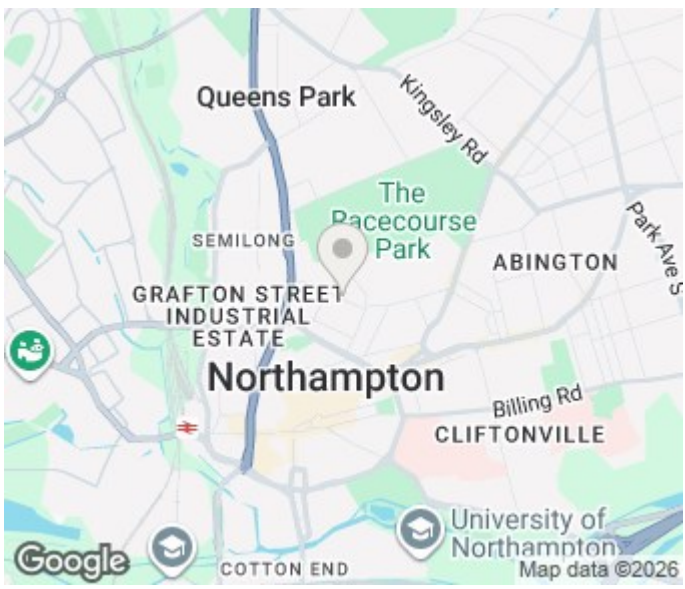 Queens Park
Kingsley Rd
The
Racecourse
Park
Park Ave S
SEMILONG
ABINGTON
GRAFTON STREET
INDUSTRIAL
ESTATE
Northampton
Billing Rd
CLIFTONVILLE
University of
Northampton
COTTON END
Google
Map data ©2026